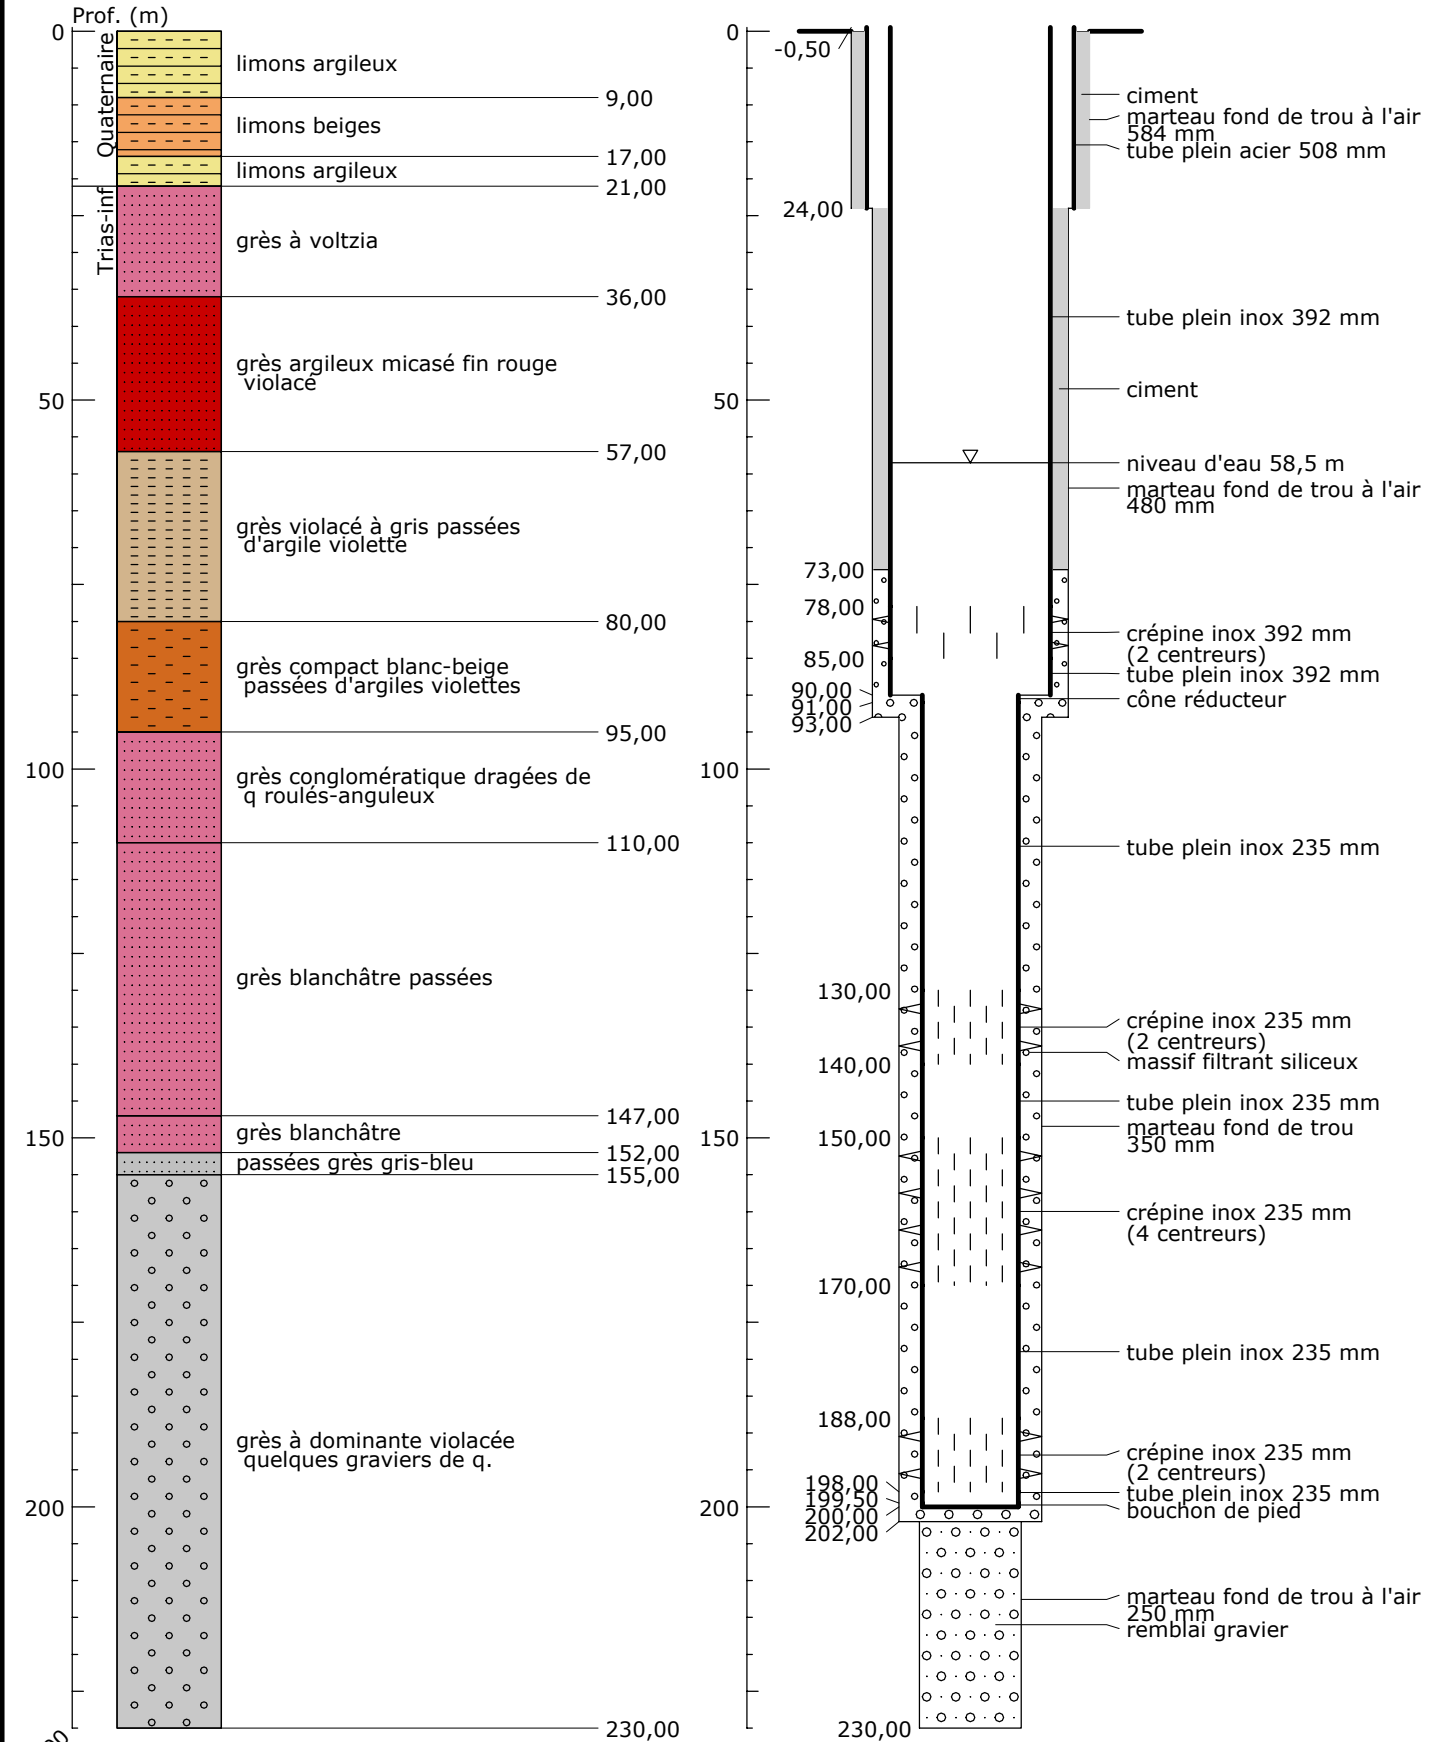 Prof. (m)
0
50
100
150
200
Quaternaire
Trias-inf
limons argileux
9,00
limons beiges
17,00
limons argileux
21,00
grès à voltzia
36,00
grès argileux micasé fin rouge
violacé
57,00
grès violacé à gris passées
d'argile violette
80,00
grès compact blanc-beige
passées d'argiles violettes
95,00
grès conglomératique dragées de
q roulés-anguleux
110,00
grès blanchâtre passées
147,00
grès blanchâtre
152,00
passées grès gris-bleu
155,00
grès à dominante violacée
quelques graviers de q.
230,00
0
50
100
150
200
-0,50
24,00
73,00
78,00
85,00
90,00
91,00
93,00
130,00
140,00
150,00
170,00
188,00
198,00
199,50
200,00
202,00
230,00
ciment
marteau fond de trou à l'air
584 mm
tube plein acier 508 mm
tube plein inox 392 mm
ciment
niveau d'eau 58,5 m
marteau fond de trou à l'air
480 mm
crépine inox 392 mm
(2 centreurs)
tube plein inox 392 mm
cône réducteur
tube plein inox 235 mm
crépine inox 235 mm
(2 centreurs)
massif filtrant siliceux
tube plein inox 235 mm
marteau fond de trou
350 mm
crépine inox 235 mm
(4 centreurs)
tube plein inox 235 mm
crépine inox 235 mm
(2 centreurs)
tube plein inox 235 mm
bouchon de pied
marteau fond de trou à l'air
250 mm
remblai gravier